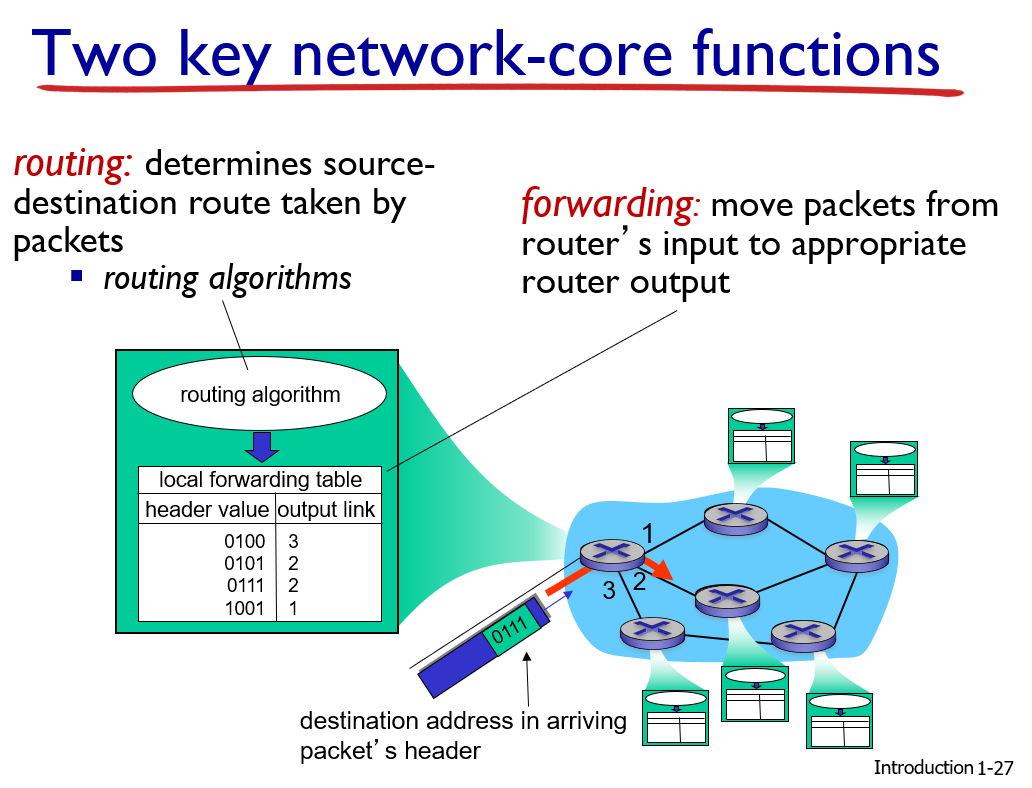 Two key network-core functions
routing: determines source-
destination route taken by
packets
routing algorithms
forwarding: move packets from
router’s input to appropriate
router output
routing algorithm
local forwarding table
header value output link
0100 3
0101 2
0111 2
1001 1
1
2
3
0111
destination address in arriving
packet’s header
Introduction 1-27